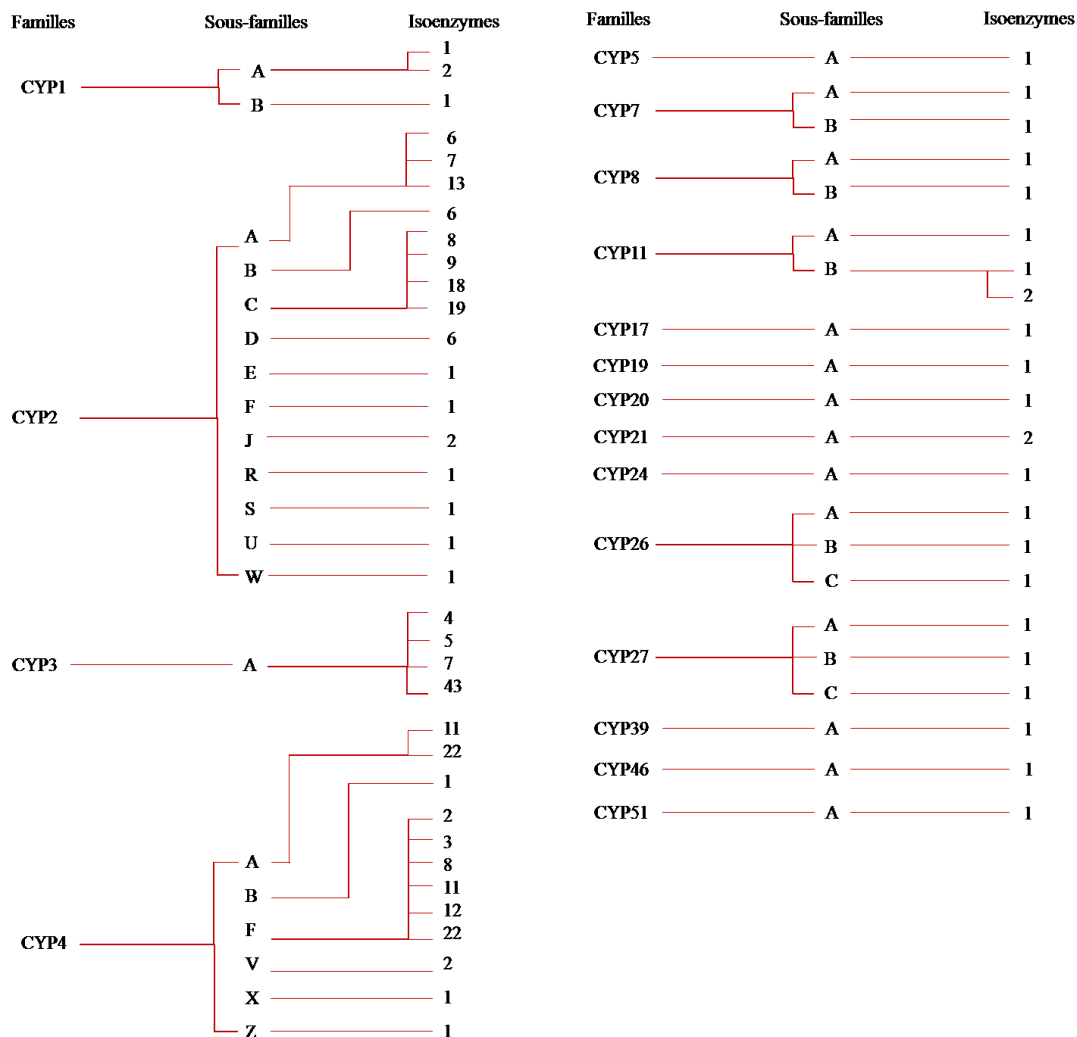 Familles Sous-familles Isoenzymes
CYP1
A
1
2
B 1
CYP2
A
6
7
13
B 6
C
8
9
18
19
D 6
E 1
F 1
J 2
R 1
S 1
U 1
W 1
CYP3
A
4
5
7
43
CYP4
A
11
22
B 1
F
2
3
8
11
12
22
V 2
X 1
Z 1
Familles Sous-familles Isoenzymes
CYP5 A 1
CYP7
A 1
B 1
CYP8
A 1
B 1
CYP11
A 1
B 1
2
CYP17 A 1
CYP19 A 1
CYP20 A 1
CYP21 A 2
CYP24 A 1
CYP26
A 1
B 1
C 1
CYP27
A 1
B 1
C 1
CYP39 A 1
CYP46 A 1
CYP51 A 1